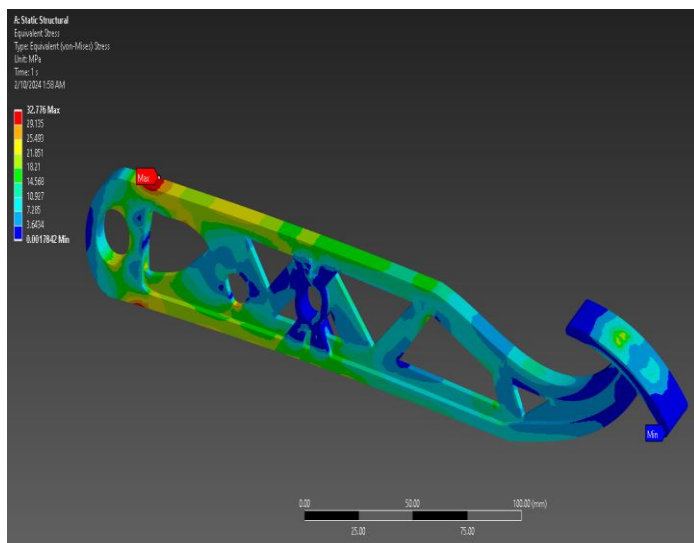 A: Static Structural
Equivalent Stress
Type: Equivalent (von-Mises) Stress
Unit: MPa
Time: 1 s
2/10/2024 1:58 AM
32.776 Max
29.135
25.493
21.851
18.21
14.568
10.927
7.285
3.6434
0.0017842 Min
Max
Min
0.00
50.00
100.00 (mm)
25.00
75.00